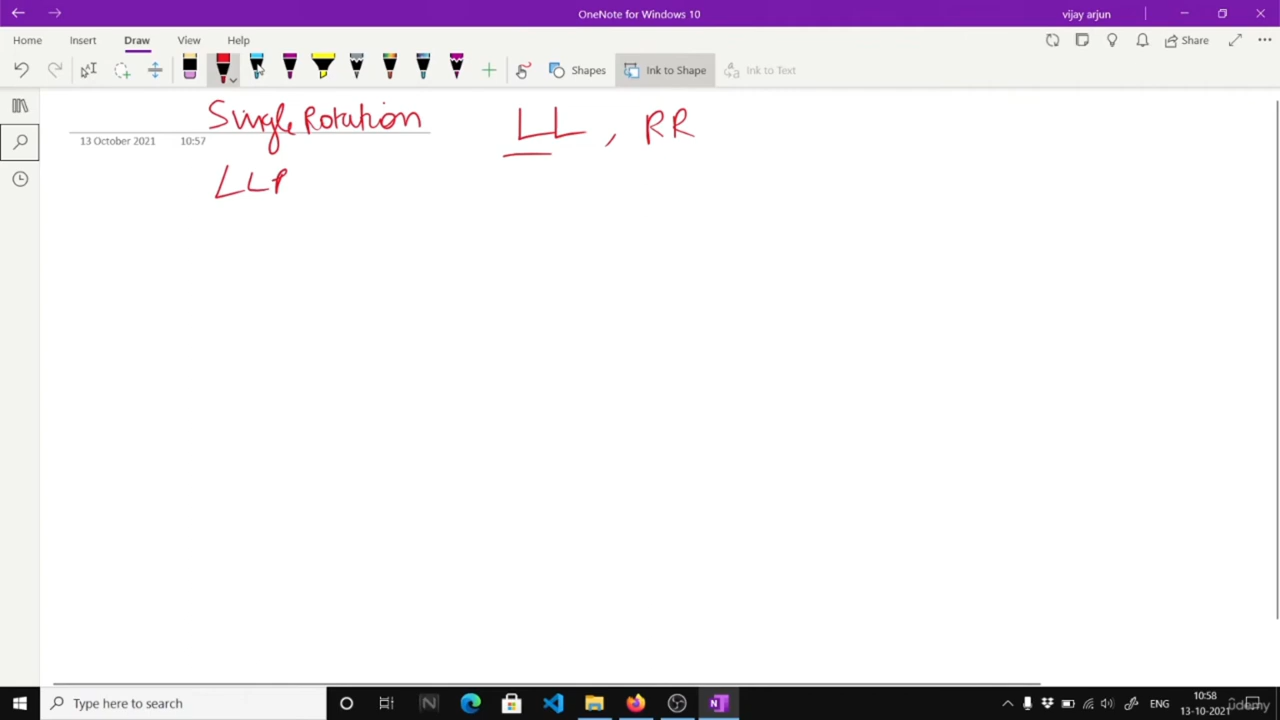 OneNote for Windows 10
vijay arjun
Home Insert Draw View Help
Share
Shapes Ink to Shape Ink to Text
Single Rotation LL, RR
13 October 2021 10:57
LLP
Type here to search
N
ENG
10:58
13-10-2021
udemy